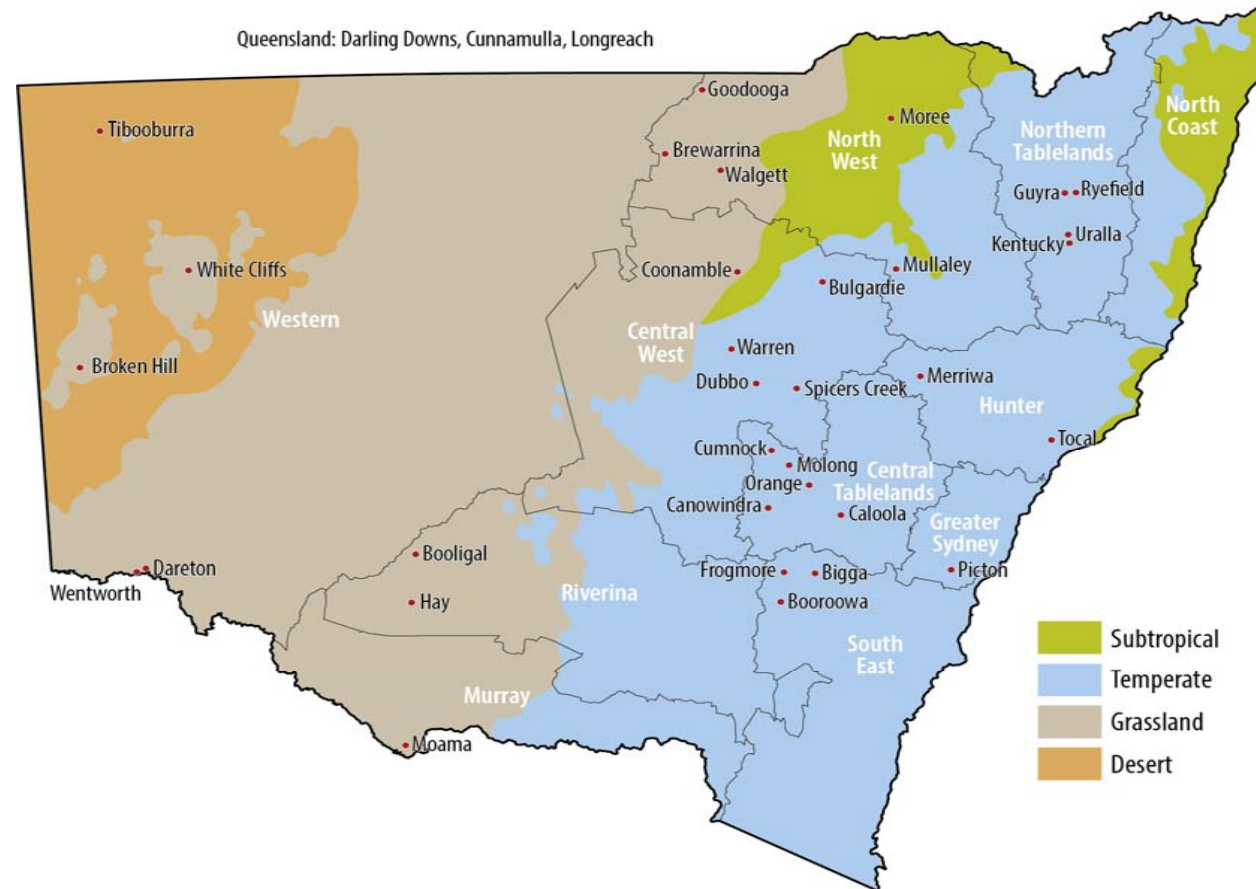 Queensland: Darling Downs, Cunnamulla, Longreach
Goodooga
Tibooburra
Moree
North
Coast
Northern
Tablelands
North
West
Brewarrina
Walgett
Guyra
Ryefield
Uralla
Kentucky
White Cliffs
Coonamble
Mullaley
Bulgardie
Western
Central
West
Warren
Broken Hill
Dubbo
Spicers Creek
Merriwa
Hunter
Tocal
Cumnock
Molong
Central
Tablelands
Orange
Canowindra
Caloola
Greater
Sydney
Booligal
Dareton
Wentworth
Frogmore
Bigga
Picton
Riverina
Hay
Booroowa
South
East
Murray
Moama
Subtropical
Temperate
Grassland
Desert